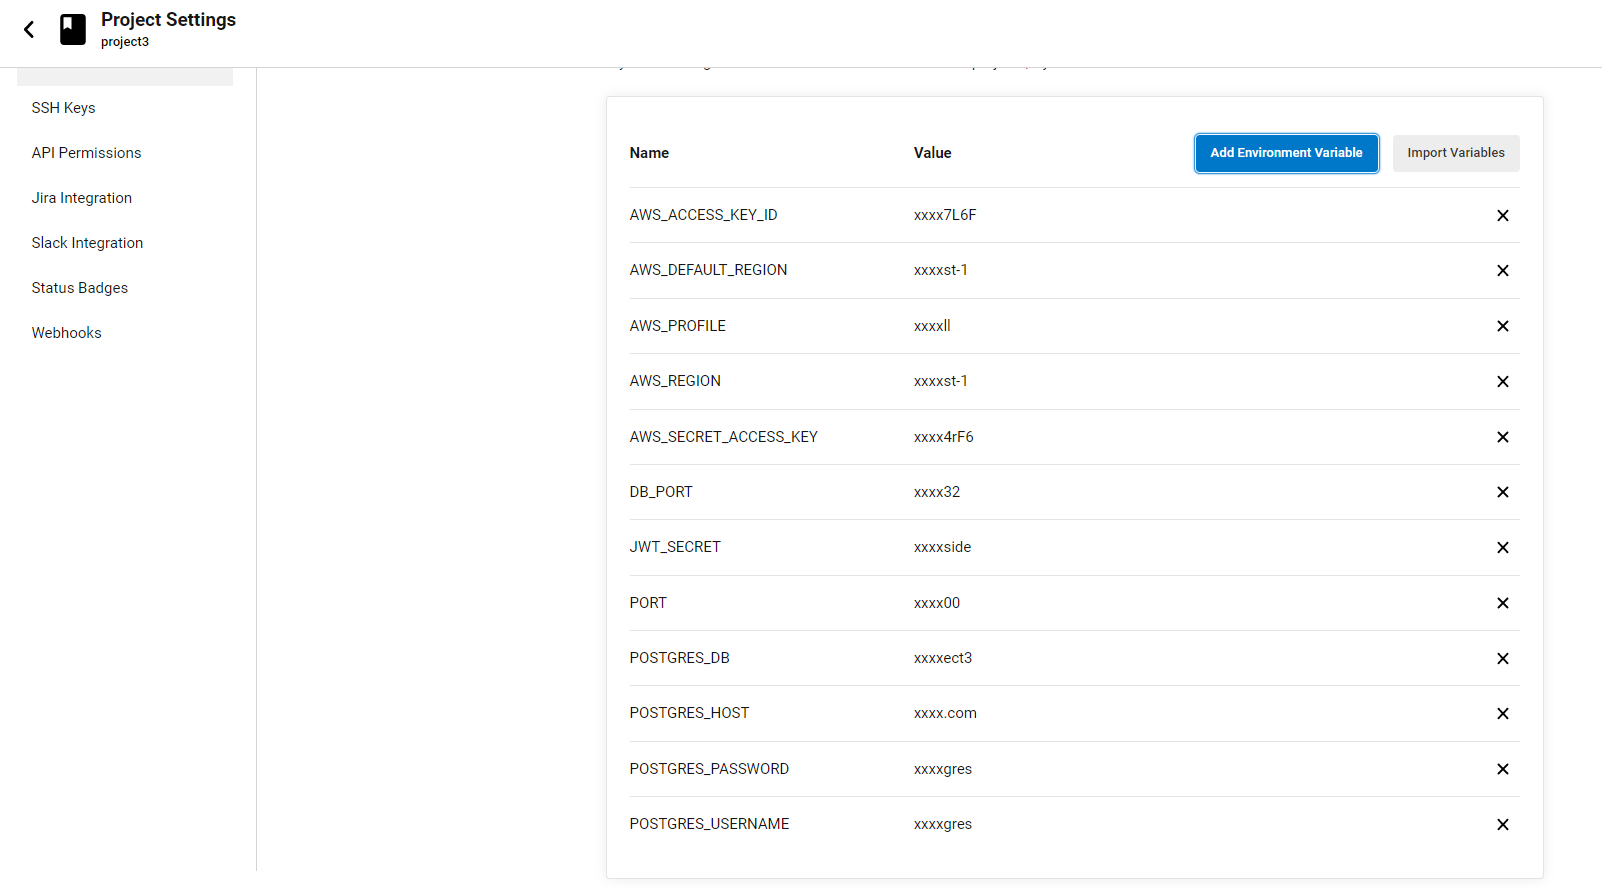 Project Settings
project3
SSH Keys
API Permissions
Jira Integration
Slack Integration
Status Badges
Webhooks
Name Value Add Environment Variable Import Variables
AWS_ACCESS_KEY_ID xxxx7L6F
AWS_DEFAULT_REGION xxxxst-1
AWS_PROFILE xxxxll
AWS_REGION xxxxst-1
AWS_SECRET_ACCESS_KEY xxxx4rF6
DB_PORT xxxx32
JWT_SECRET xxxxside
PORT xxxx00
POSTGRES_DB xxxxect3
POSTGRES_HOST xxxx.com
POSTGRES_PASSWORD xxxxgres
POSTGRES_USERNAME xxxxgres